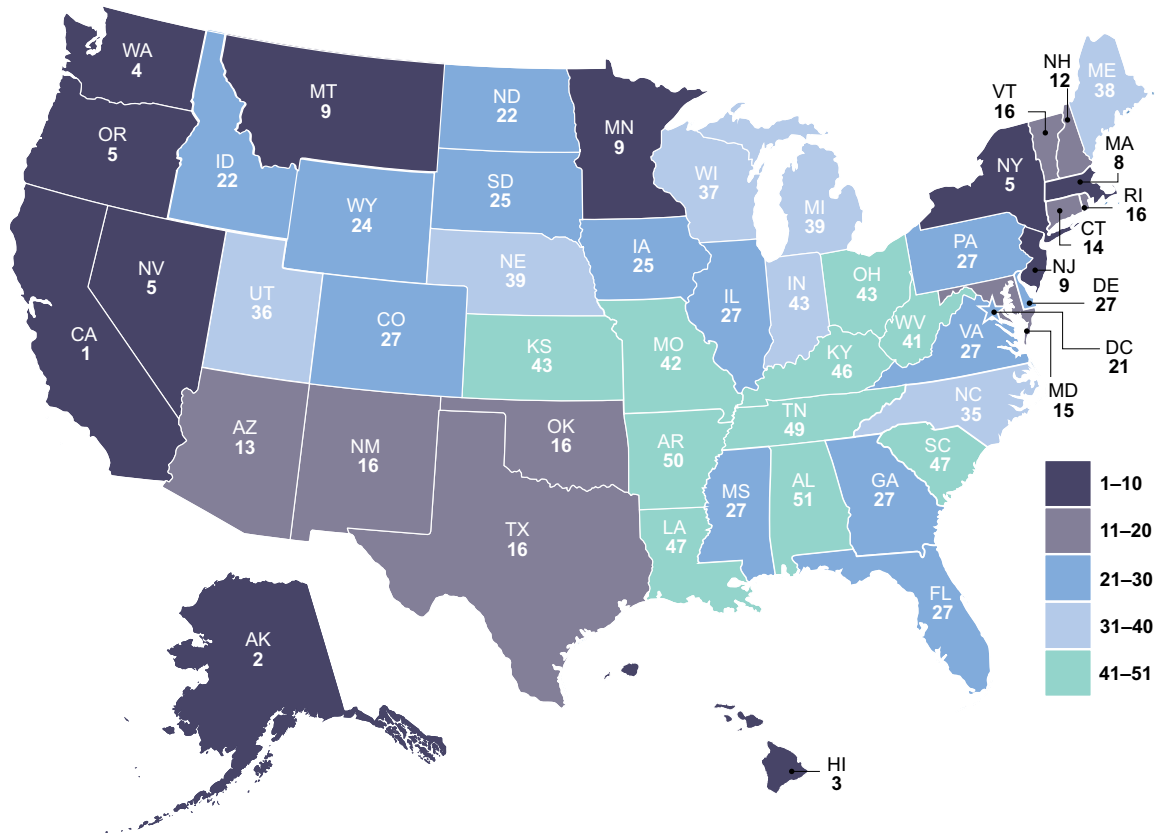 WA
4
OR
5
CA
1
NV
5
ID
22
MT
9
WY
24
UT
36
CO
27
AZ
13
NM
16
ND
22
SD
25
NE
39
KS
43
OK
16
TX
16
MN
9
IA
25
MO
42
AR
50
LA
47
WI
37
IL
27
MI
39
IN
43
OH
43
KY
46
TN
49
MS
27
AL
51
GA
27
FL
27
SC
47
NC
35
VA
27
WV
41
PA
27
NY
5
VT
16
NH
12
ME
38
MA
8
RI
16
CT
14
NJ
9
DE
27
DC
21
MD
15
AK
2
HI
3
1–10
11–20
21–30
31–40
41–51